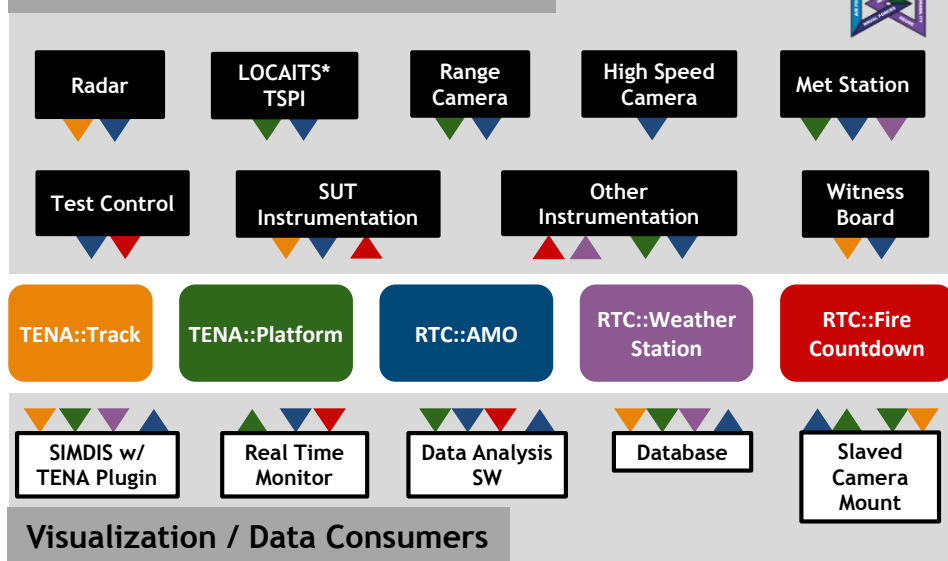 Radar
LOCAITS*
TSPI
Range
Camera
High Speed
Camera
Met Station
Test Control
SUT
Instrumentation
Other
Instrumentation
Witness
Board
TENA::Track
TENA::Platform
RTC::AMO
RTC::Weather
Station
RTC::Fire
Countdown
SIMDIS w/
TENA Plugin
Real Time
Monitor
Data Analysis
SW
Database
Slaved
Camera
Mount
Visualization / Data Consumers